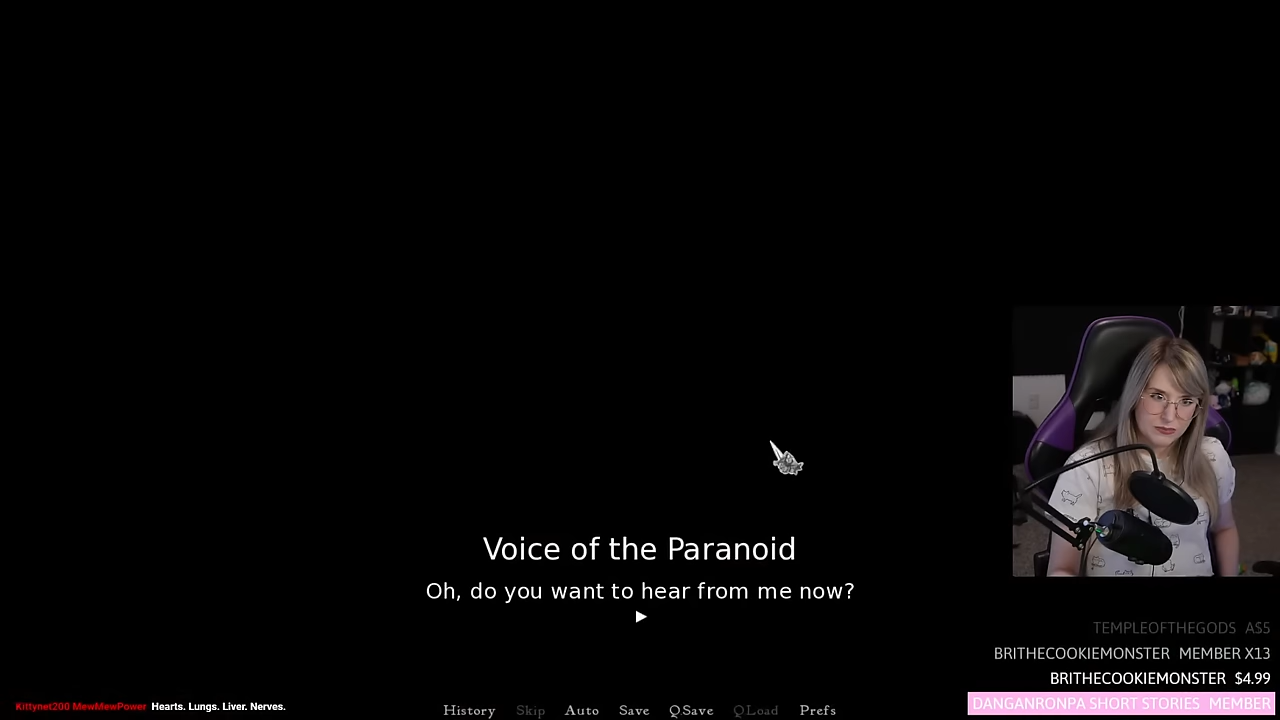 Voice of the Paranoid
Oh, do you want to hear from me now?
TEMPLEOFTHEGODS A$5
BRITHECOOKIEMONSTER MEMBER X13
BRITHECOOKIEMONSTER $4.99
DANGANRONPA SHORT STORIES MEMBER
Kittynet200 MewMewPower Hearts. Lungs. Liver. Nerves.
History Skip Auto Save QSave QLoad Prefs